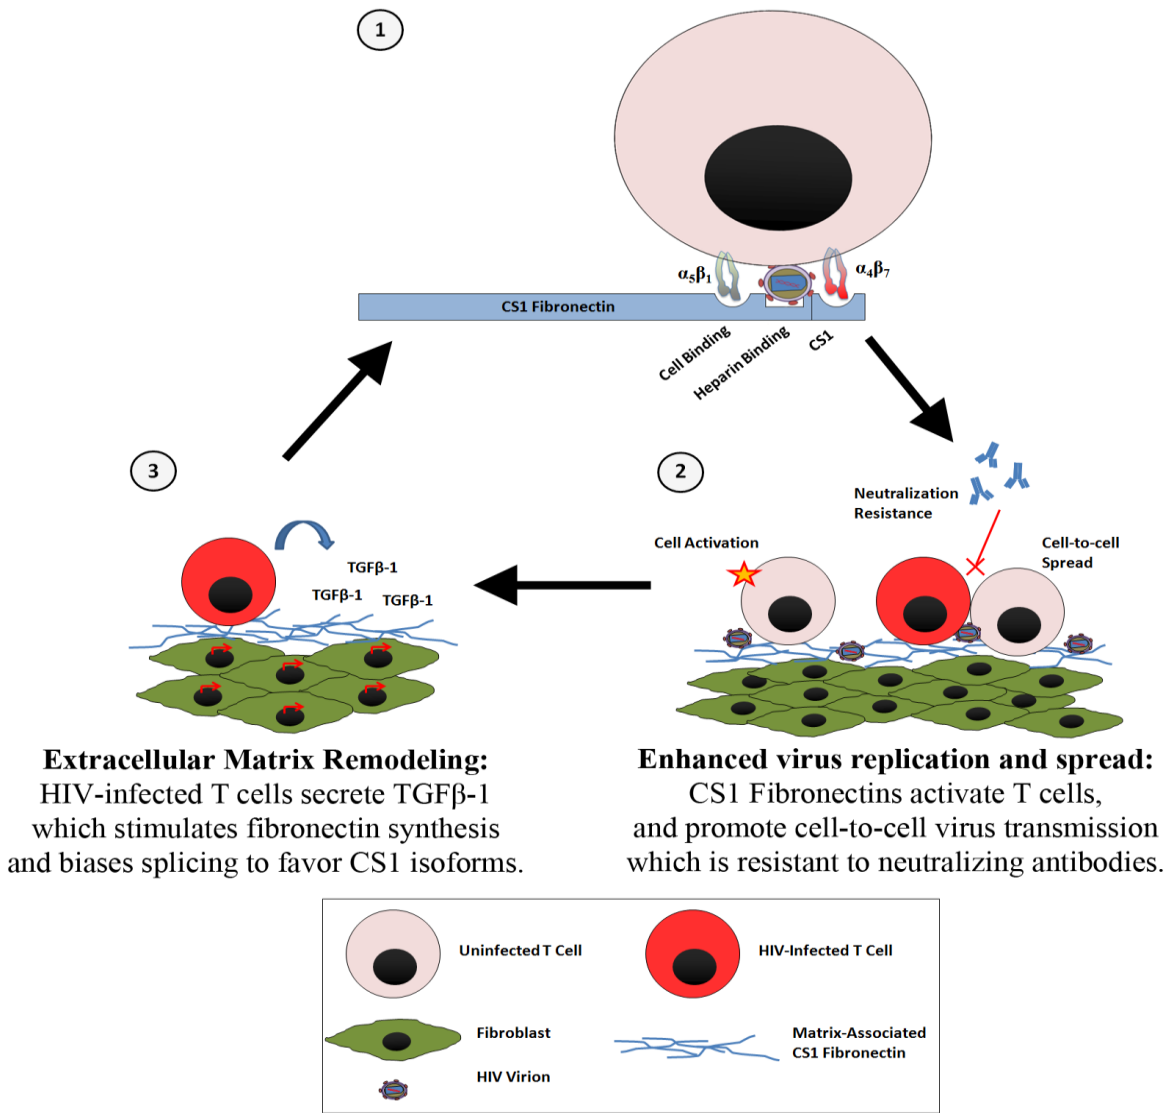 1
α5β1
α4β7
CS1 Fibronectin
Cell Binding
Heparin Binding
CS1
3
2
Neutralization
Resistance
Cell Activation
Cell-to-cell
Spread
TGFβ-1
TGFβ-1
TGFβ-1
Extracellular Matrix Remodeling:
HIV-infected T cells secrete TGFβ-1
which stimulates fibronectin synthesis
and biases splicing to favor CS1 isoforms.
Enhanced virus replication and spread:
CS1 Fibronectins activate T cells,
and promote cell-to-cell virus transmission
which is resistant to neutralizing antibodies.
Uninfected T Cell
HIV-Infected T Cell
Fibroblast
Matrix-Associated
CS1 Fibronectin
HIV Virion